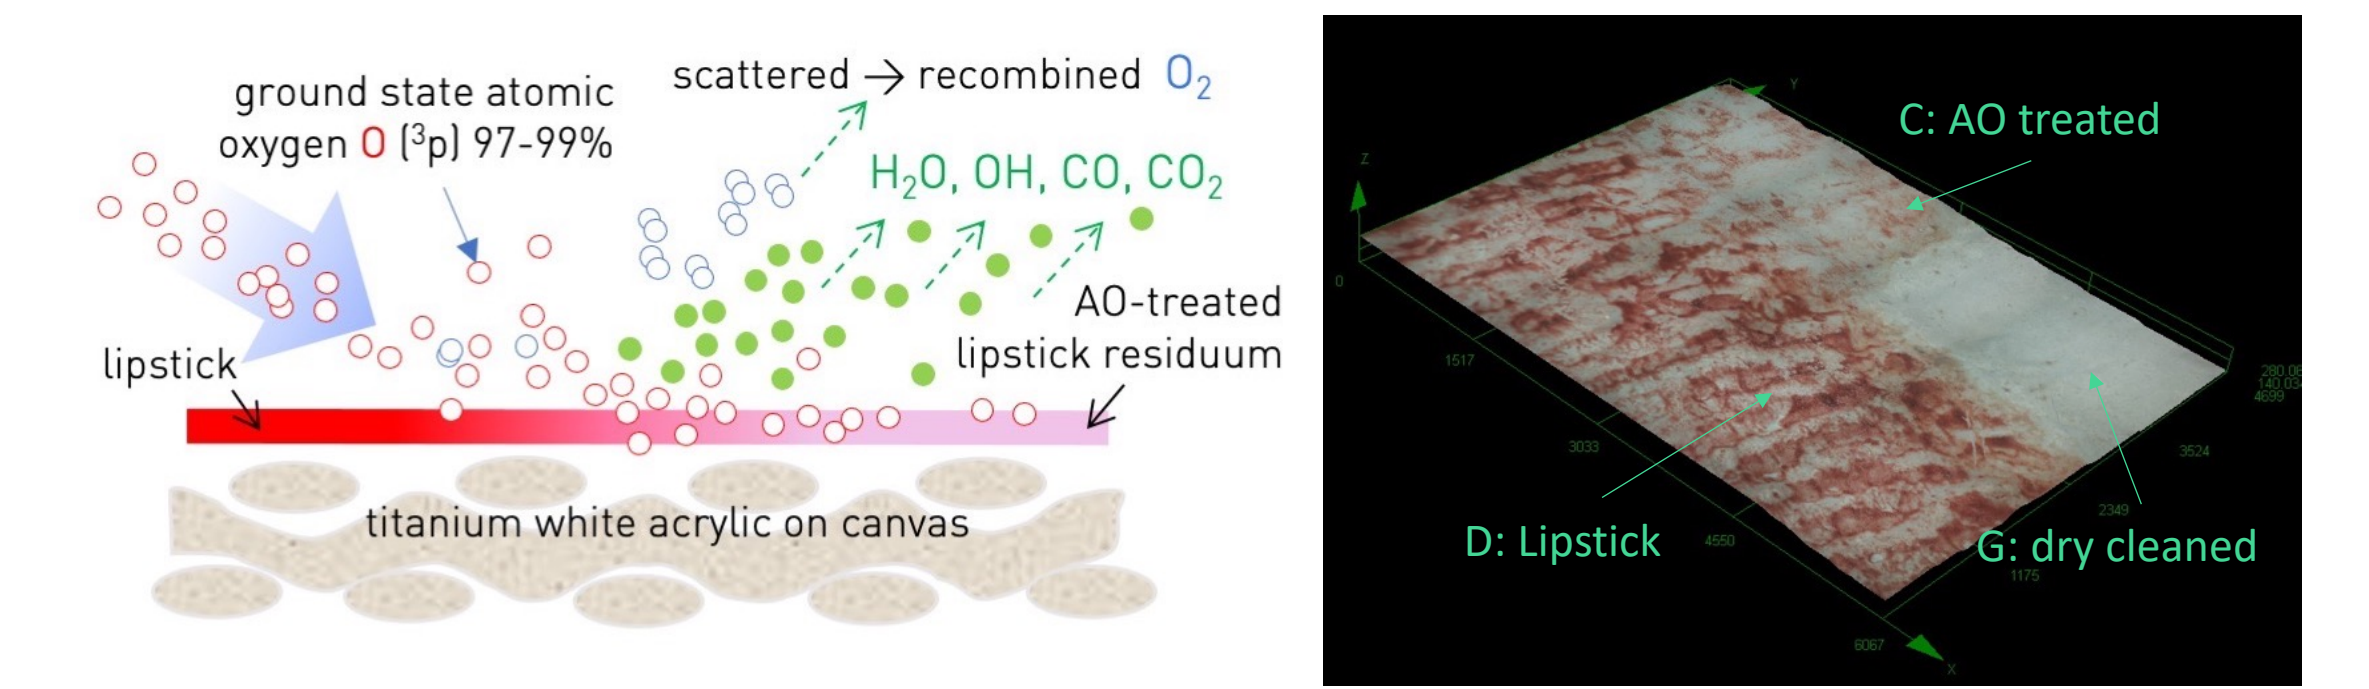 ground state atomic
oxygen O (³p) 97-99%
scattered → recombined O₂
H₂O, OH, CO, CO₂
AO-treated
lipstick residuum
lipstick
titanium white acrylic on canvas
Y
C: AO treated
Z
0
1517
3033
4550
6067
X
1175
2349
3524
4699
D: Lipstick
G: dry cleaned